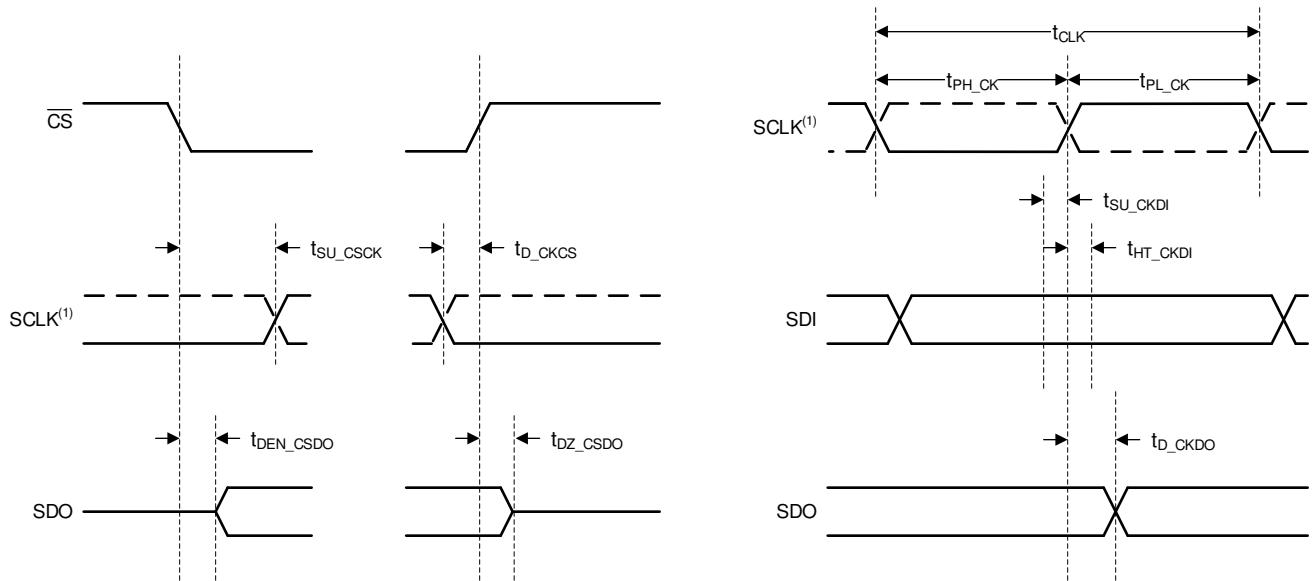 CS
SCLK(1)
SDO
tSU_CSCK
tD_CKCS
tDEN_CSDO
tDZ_CSDO
tCLK
tPH_CK
tPL_CK
SCLK(1)
tSU_CKDI
tHT_CKDI
SDI
tD_CKDO
SDO